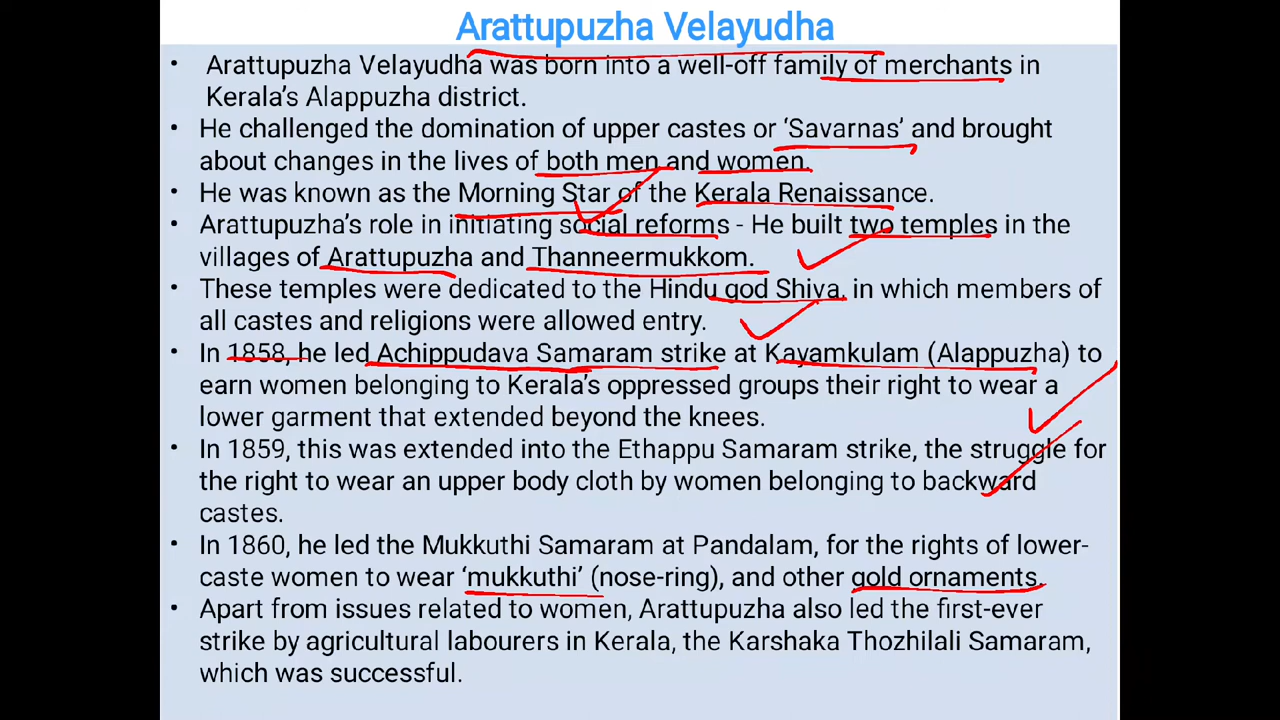 Arattupuzha Velayudha
• Arattupuzha Velayudha was born into a well-off family of merchants in
Kerala's Alappuzha district.
• He challenged the domination of upper castes or ‘Savarnas’ and brought
about changes in the lives of both men and women.
• He was known as the Morning Star of the Kerala Renaissance.
• Arattupuzha's role in initiating social reforms - He built two temples in the
villages of Arattupuzha and Thanneermukkom.
• These temples were dedicated to the Hindu god Shiva, in which members of
all castes and religions were allowed entry.
• In 1858, he led Achippudava Samaram strike at Kayamkulam (Alappuzha) to
earn women belonging to Kerala's oppressed groups their right to wear a
lower garment that extended beyond the knees.
• In 1859, this was extended into the Ethappu Samaram strike, the struggle for
the right to wear an upper body cloth by women belonging to backward
castes.
• In 1860, he led the Mukkuthi Samaram at Pandalam, for the rights of lower-
caste women to wear ‘mukkuthi’ (nose-ring), and other gold ornaments.
• Apart from issues related to women, Arattupuzha also led the first-ever
strike by agricultural labourers in Kerala, the Karshaka Thozhilali Samaram,
which was successful.